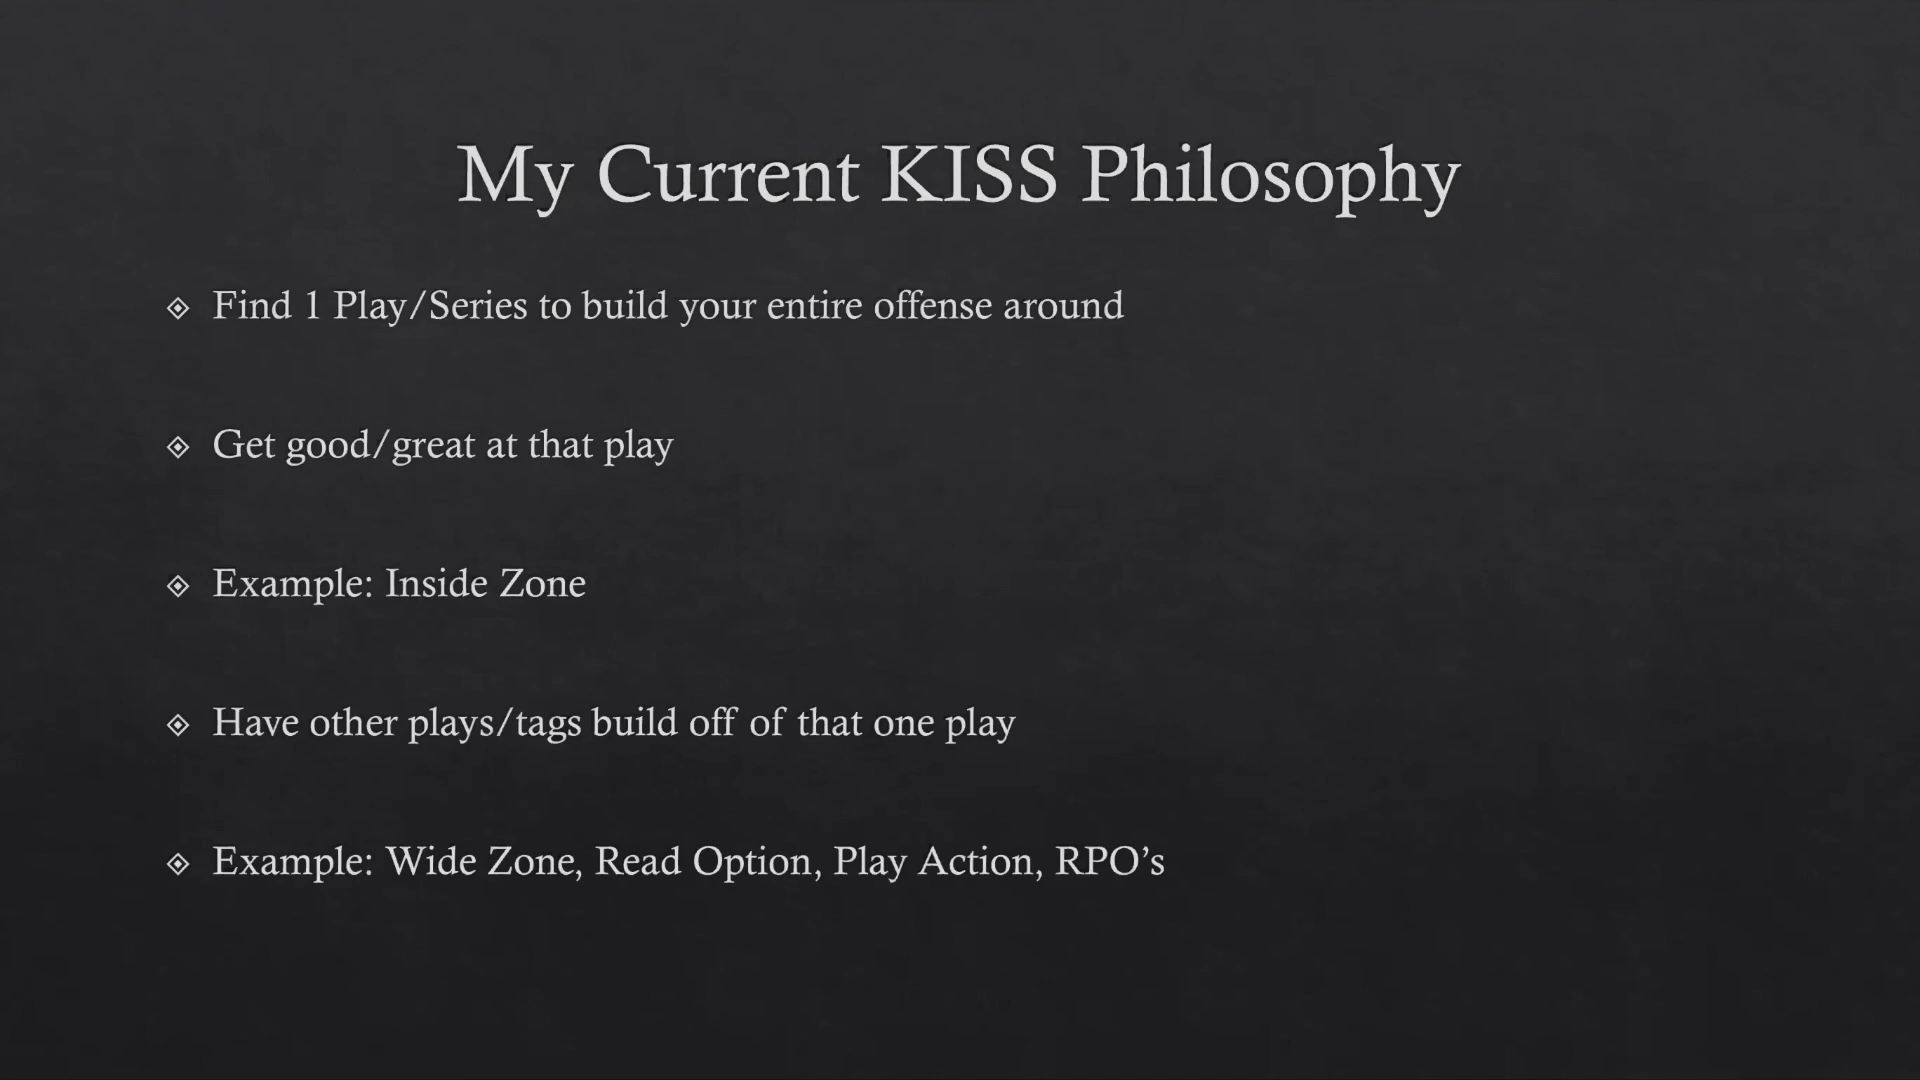 My Current KISS Philosophy
Find 1 Play/Series to build your entire offense around
Get good/great at that play
Example: Inside Zone
Have other plays/tags build off of that one play
Example: Wide Zone, Read Option, Play Action, RPO’s